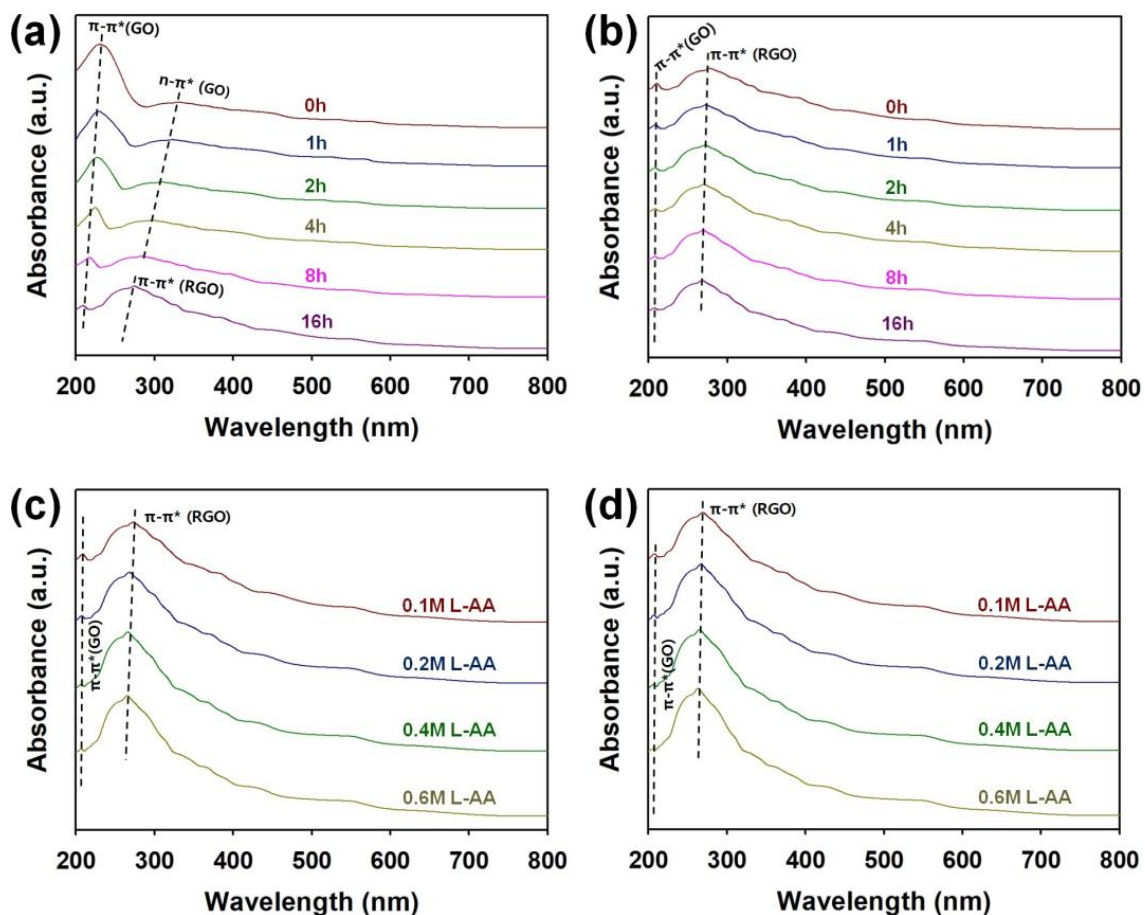 (a)
π-π*(GO)
n-π* (GO)
0h
1h
2h
4h
8h
π-π* (RGO)
16h
Absorbance (a.u.)
200 300 400 500 600 700 800
Wavelength (nm)
(b)
π-π*(GO)
π-π* (RGO)
0h
1h
2h
4h
8h
16h
Absorbance (a.u.)
200 300 400 500 600 700 800
Wavelength (nm)
(c)
π-π* (RGO)
0.1M L-AA
0.2M L-AA
π-π*(GO)
0.4M L-AA
0.6M L-AA
Absorbance (a.u.)
200 300 400 500 600 700 800
Wavelength (nm)
(d)
π-π* (RGO)
0.1M L-AA
0.2M L-AA
π-π*(GO)
0.4M L-AA
0.6M L-AA
Absorbance (a.u.)
200 300 400 500 600 700 800
Wavelength (nm)